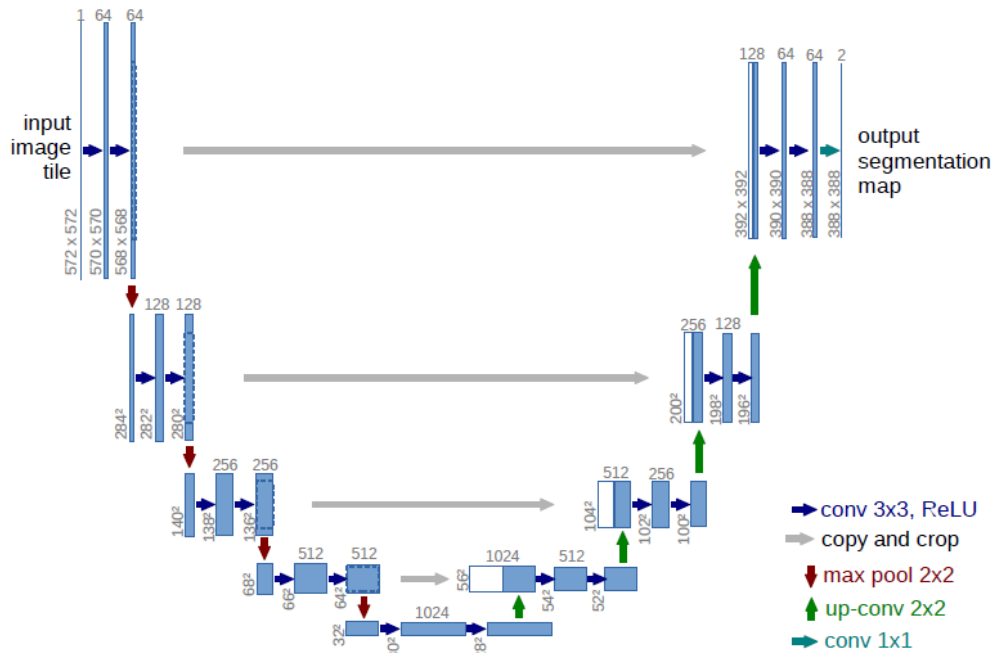 1 64 64
input
image
tile
572 x 572
570 x 570
568 x 568
128 64 64 2
output
segmentation
map
392 x 392
390 x 390
388 x 388
388 x 388
128 128
284²
282²
280²
256 128
200²
198²
196²
256 256
140²
138²
136²
512 256
104²
102²
100²
512 512
68²
66²
64²
1024 512
56²
54²
52²
1024
32²
conv 3x3, ReLU
copy and crop
max pool 2x2
up-conv 2x2
conv 1x1